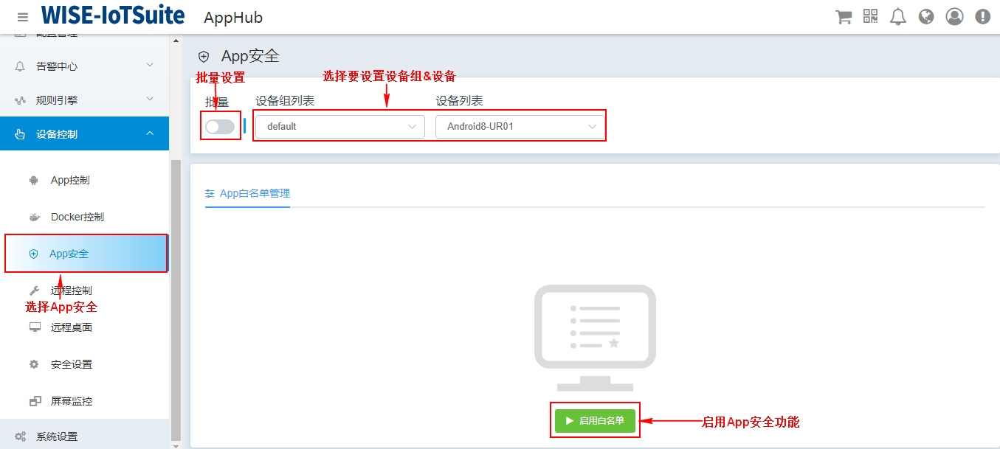 WISE-IoTSuite
AppHub
配置管理
告警中心
规则引擎
设备控制
App控制
Docker控制
App安全
远程控制
选择App安全
远程桌面
安全设置
屏幕监控
系统设置
App安全
批量设置
选择要设置设备组&设备
批量
设备组列表
设备列表
default
Android8-UR01
App白名单管理
启用白名单
启用App安全功能